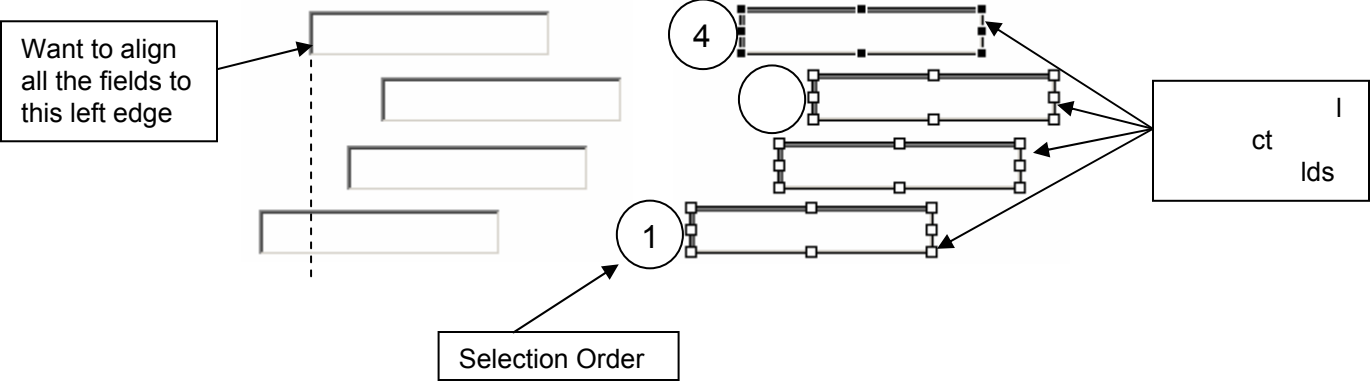 Want to align
all the fields to
this left edge
4
1
Selection Order
l
ct
lds